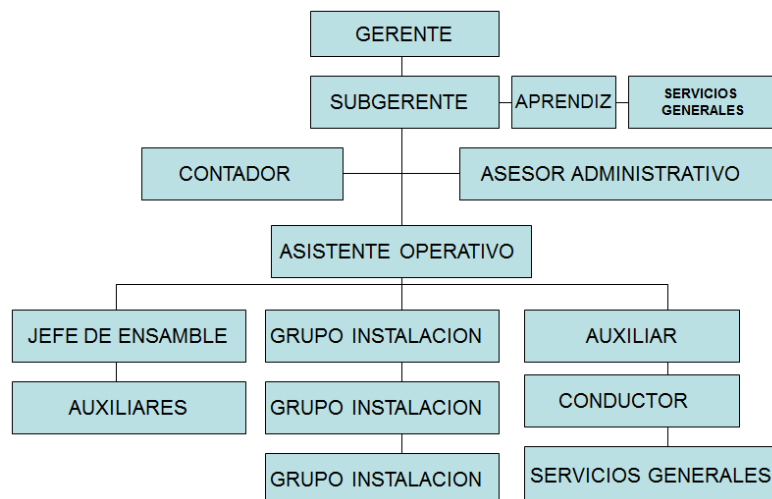 GERENTE
SUBGERENTE
APRENDIZ
SERVICIOS
GENERALES
CONTADOR
ASESOR ADMINISTRATIVO
ASISTENTE OPERATIVO
JEFE DE ENSAMBLE
GRUPO INSTALACION
AUXILIAR
AUXILIARES
GRUPO INSTALACION
CONDUCTOR
GRUPO INSTALACION
SERVICIOS GENERALES